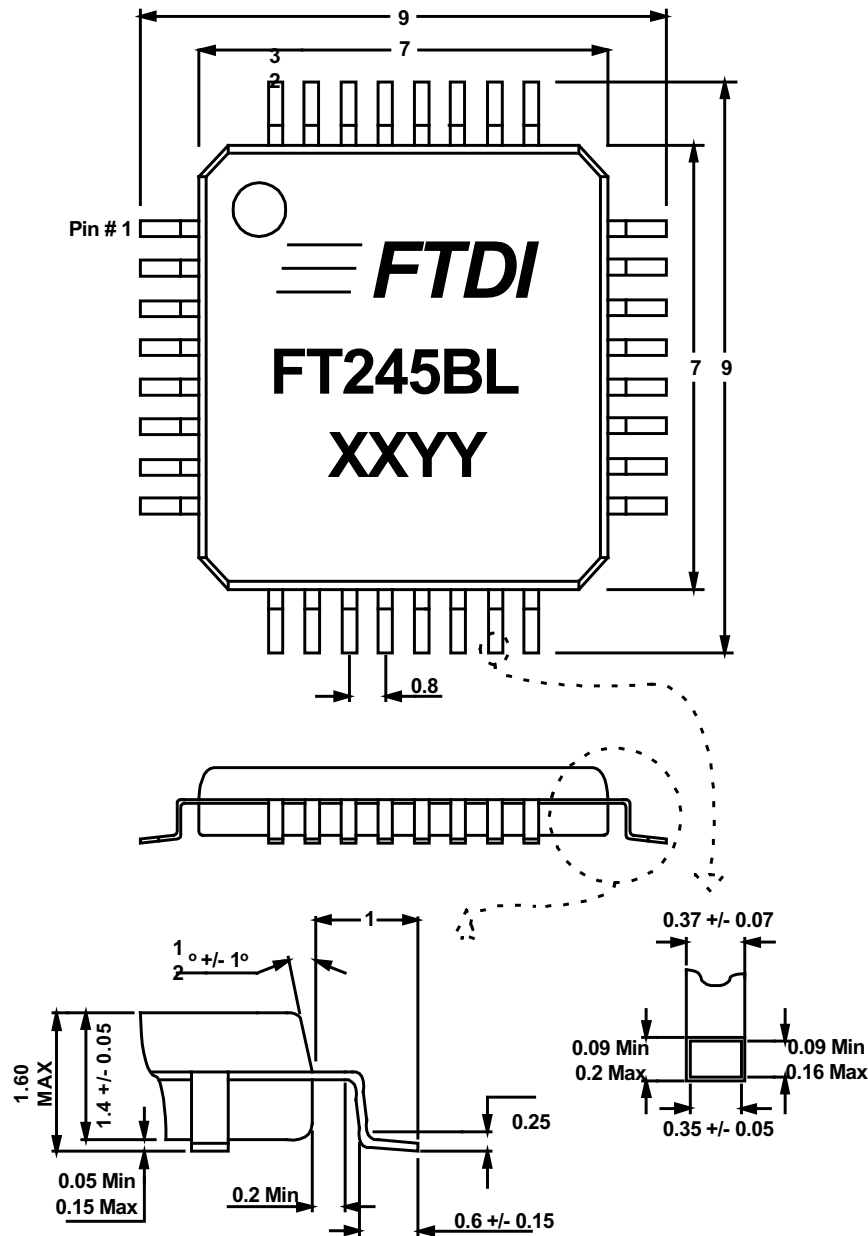 9
7
3
2
Pin # 1
FTDI
FT245BL
XXYY
7
9
0.8
1
0.37 +/- 0.07
1
2
o +/- 1o
1.60
MAX
1.4 +/- 0.05
0.09 Min
0.2 Max
0.09 Min
0.16 Max
0.25
0.35 +/- 0.05
0.05 Min
0.15 Max
0.2 Min
0.6 +/- 0.15